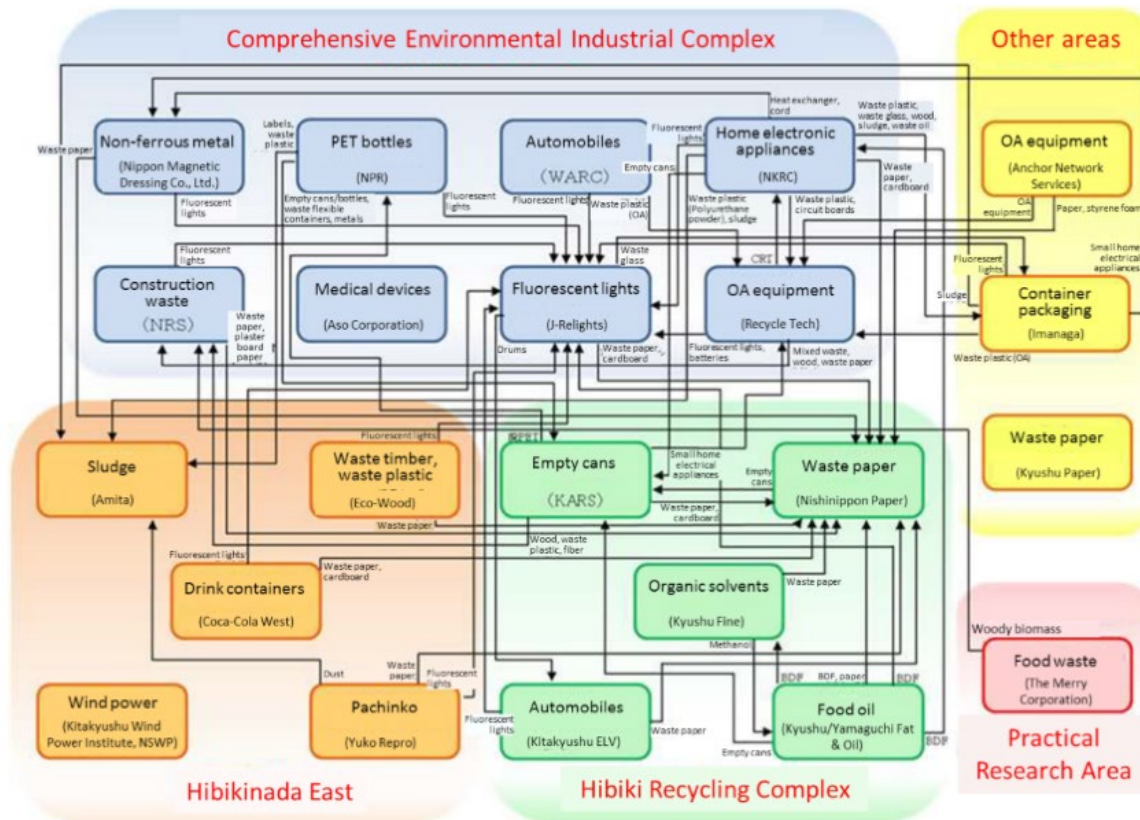 Comprehensive Environmental Industrial Complex
Other areas
Heat exchanger,
cord
Waste plastic,
waste glass, wood,
sludge, waste oil
Labels,
waste
plastic
Fluorescent
lights
Waste paper
Non-ferrous metal
(Nippon Magnetic
Dressing Co., Ltd.)
PET bottles
(NPR)
Automobiles
(WARC)
Home electronic
appliances
(NKRC)
OA equipment
(Anchor Network
Services)
Empty cans
Waste
paper,
cardboard
Fluorescent
lights
Empty cans/bottles,
waste flexible
containers, metals
Fluorescent
lights
Fluorescent lights
Waste plastic
(OA)
Waste plastic
(Polyurethane
powder), sludge
Waste plastic,
circuit boards
OA
equipment
Paper, styrene foam
Fluorescent
lights
Waste
glass
CRT
Fluorescent
lights
Small home
electrical
appliances
Construction
waste
(NRS)
Medical devices
(Aso Corporation)
Fluorescent lights
(J-Relights)
OA equipment
(Recycle Tech)
Sludge
Container
packaging
(Imanaga)
Waste
paper,
plaster
board
paper
Drums
Waste paper,
cardboard
Fluorescent lights,
batteries
Mixed waste,
wood, waste paper
Waste plastic (OA)
Fluorescent lights
Sludge
(Amita)
Waste timber,
waste plastic
(Eco-Wood)
Empty cans
(KARS)
Small home
electrical
appliances
Empty
cans
Waste paper
(Nishinippon Paper)
Waste paper
(Kyushu Paper)
Waste paper
Waste paper,
cardboard
Fluorescent lights
Waste paper,
cardboard
Wood, waste
plastic, fiber
Drink containers
(Coca-Cola West)
Organic solvents
(Kyushu Fine)
Waste paper
Woody biomass
Methanol
Dust
Waste
paper
Fluorescent
lights
BDF
BDF, paper
BDF
Food waste
(The Merry
Corporation)
Wind power
(Kitakyushu Wind
Power Institute, NSWP)
Pachinko
(Yuko Repro)
Fluorescent
lights
Automobiles
(Kitakyushu ELV)
Waste paper
Food oil
(Kyushu/Yamaguchi Fat
& Oil)
Empty cans
BDF
Practical
Research Area
Hibikinada East
Hibiki Recycling Complex